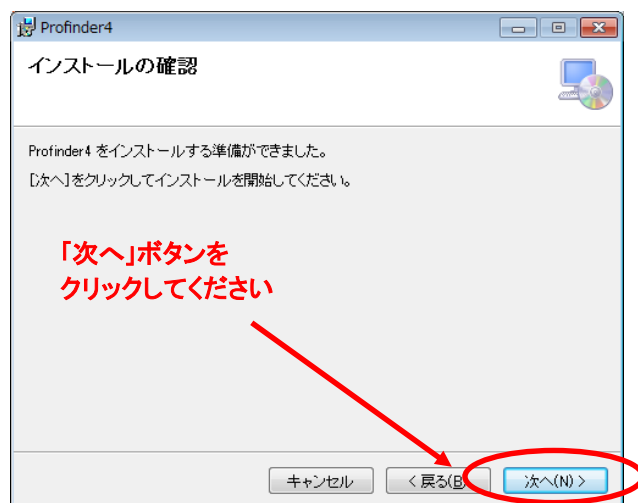 Profinder4
インストールの確認
Profinder4 をインストールする準備ができました。
[次へ]をクリックしてインストールを開始してください。
「次へ」ボタンを
クリックしてください
キャンセル
< 戻る(B)
次へ(N) >